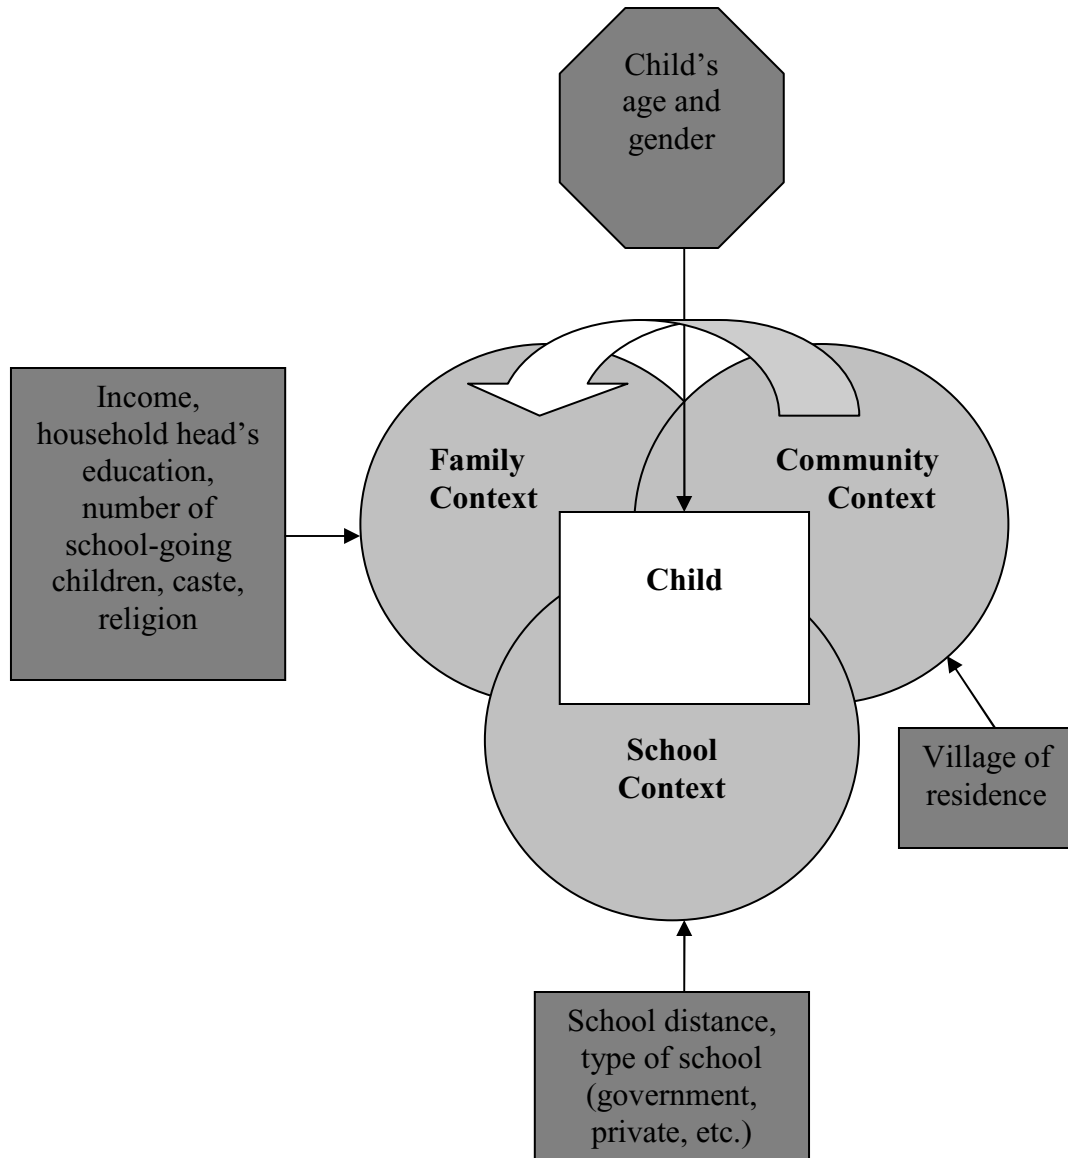 Child’s
age and
gender
Income,
household head’s
education,
number of
school-going
children, caste,
religion
Family
Context
Community
Context
Child
School
Context
Village of
residence
School distance,
type of school
(government,
private, etc.)